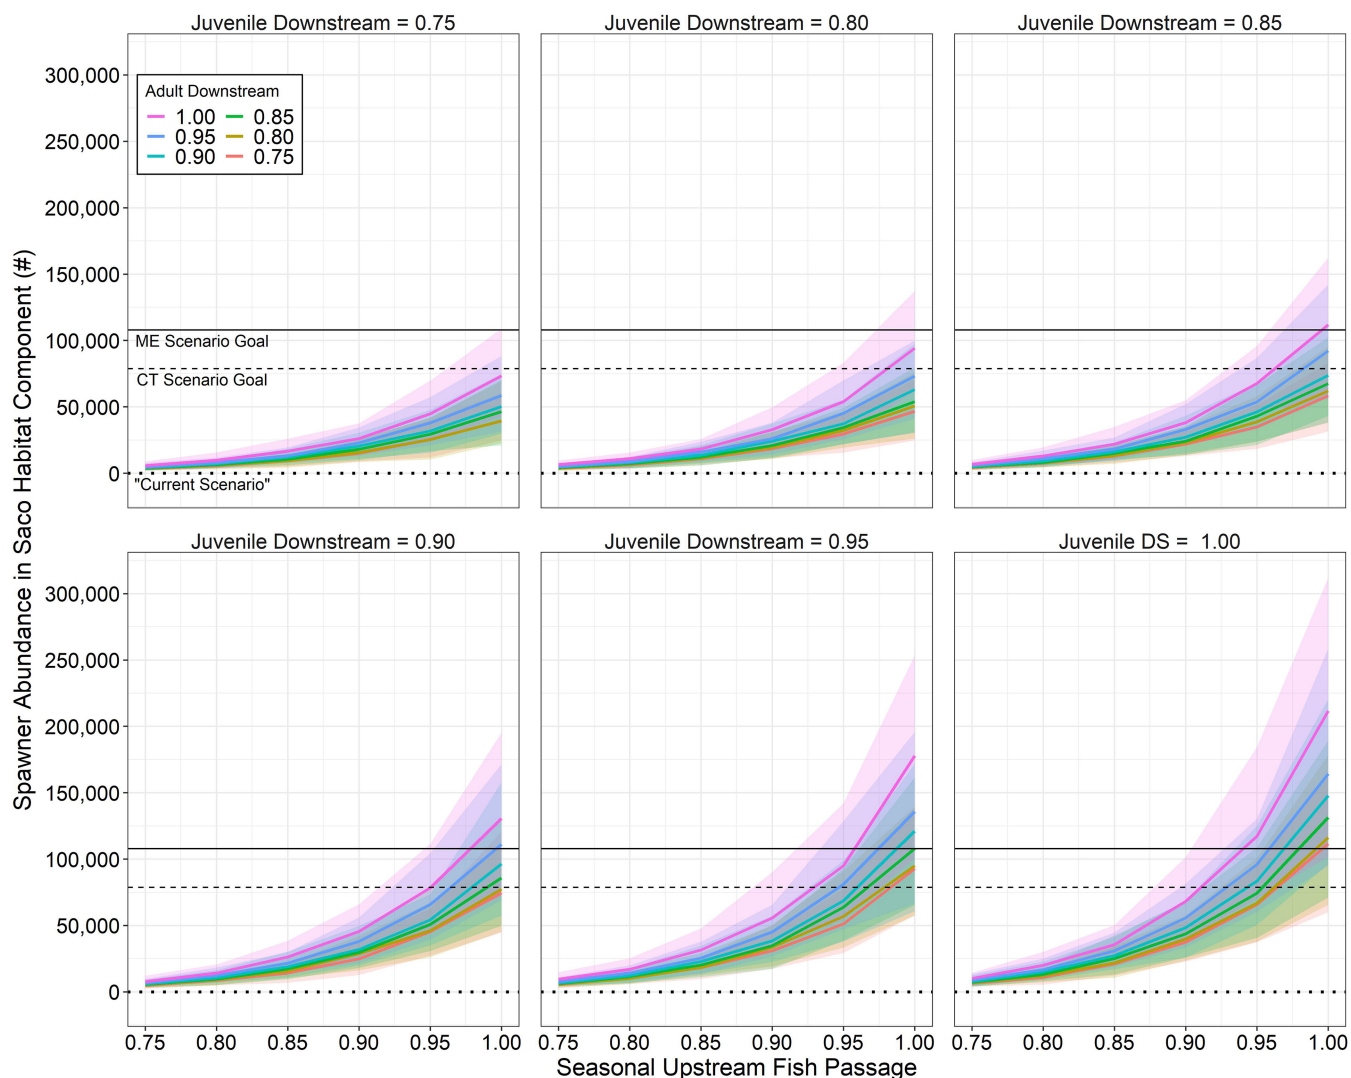 Juvenile Downstream = 0.75
Juvenile Downstream = 0.80
Juvenile Downstream = 0.85
300,000
250,000
200,000
150,000
100,000
50,000
0
Adult Downstream
1.00 0.85
0.95 0.80
0.90 0.75
ME Scenario Goal
CT Scenario Goal
"Current Scenario"
Spawner Abundance in Saco Habitat Component (#)
Juvenile Downstream = 0.90
Juvenile Downstream = 0.95
Juvenile DS = 1.00
300,000
250,000
200,000
150,000
100,000
50,000
0
0.75 0.80 0.85 0.90 0.95 1.00
0.75 0.80 0.85 0.90 0.95 1.00
0.75 0.80 0.85 0.90 0.95 1.00
Seasonal Upstream Fish Passage